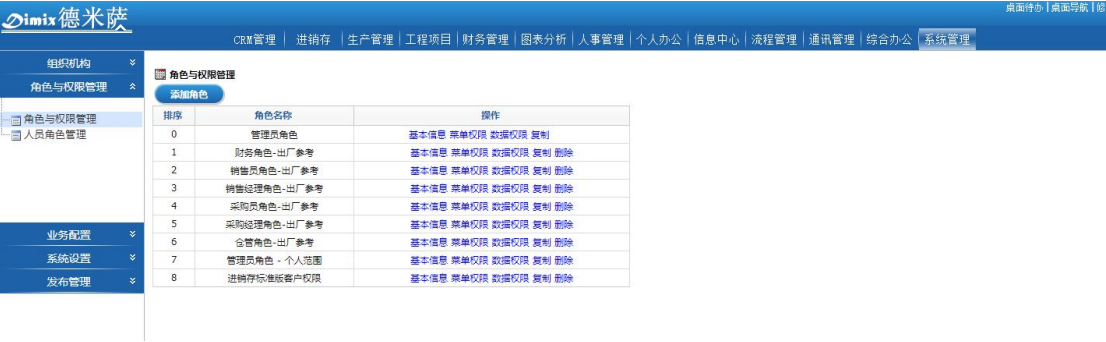 桌面待办 | 桌面导航 |
Dimix德米萨
CRM管理 | 进销存 | 生产管理 | 工程项目 | 财务管理 | 图表分析 | 人事管理 | 个人办公 | 信息中心 | 流程管理 | 通讯管理 | 综合办公 | 系统管理
组织机构
角色与权限管理
角色与权限管理
人员角色管理
业务配置
系统设置
发布管理
角色与权限管理
添加角色
排序 角色名称 操作
0 管理员角色 基本信息 菜单权限 数据权限 复制
1 财务角色-出厂参考 基本信息 菜单权限 数据权限 复制 删除
2 销售员角色-出厂参考 基本信息 菜单权限 数据权限 复制 删除
3 销售经理角色-出厂参考 基本信息 菜单权限 数据权限 复制 删除
4 采购员角色-出厂参考 基本信息 菜单权限 数据权限 复制 删除
5 采购经理角色-出厂参考 基本信息 菜单权限 数据权限 复制 删除
6 仓管角色-出厂参考 基本信息 菜单权限 数据权限 复制 删除
7 管理员角色 - 个人范围 基本信息 菜单权限 数据权限 复制 删除
8 进销存标准版客户权限 基本信息 菜单权限 数据权限 复制 删除